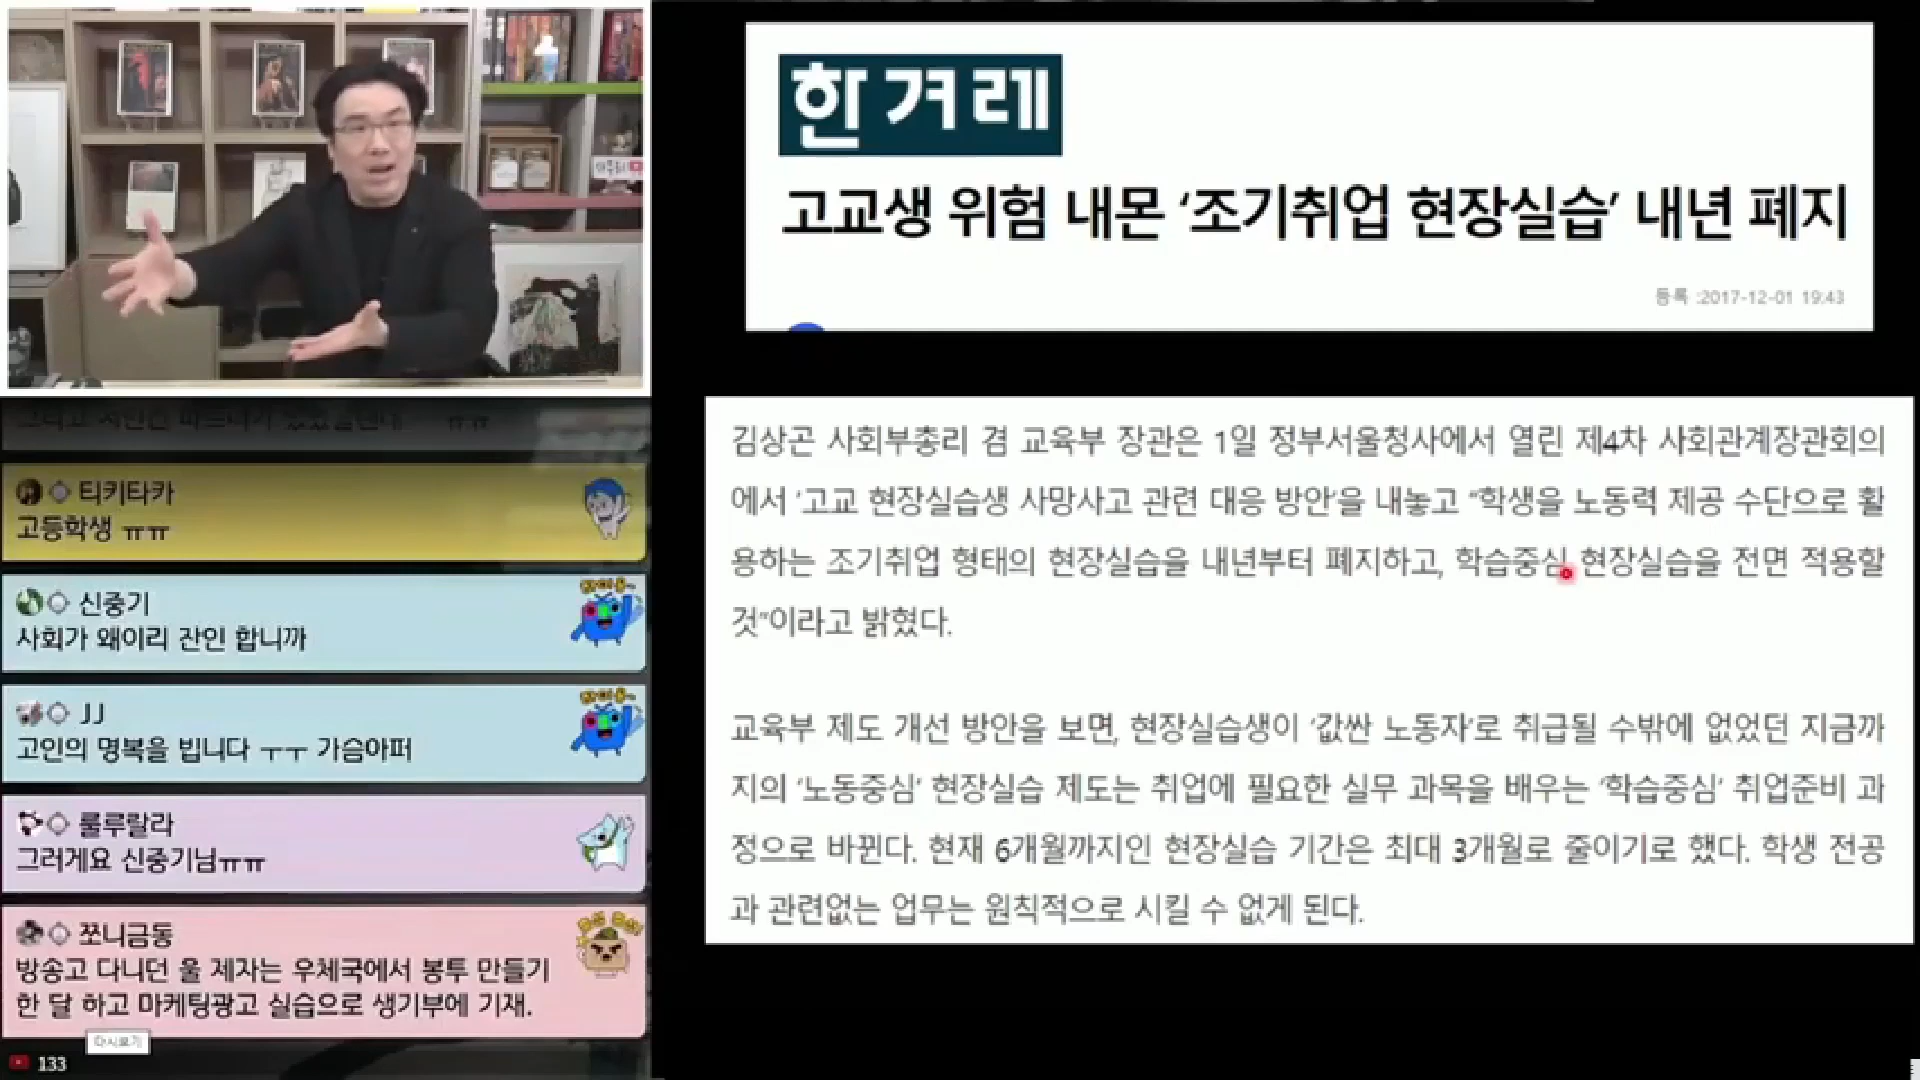 한겨레
고교생 위험 내몬 ‘조기취업 현장실습’ 내년 폐지
등록 :2017-12-01 19:43
김상곤 사회부총리 겸 교육부 장관은 1일 정부서울청사에서 열린 제4차 사회관계장관회의
에서 ‘고교 현장실습생 사망사고 관련 대응 방안’을 내놓고 “학생을 노동력 제공 수단으로 활
용하는 조기취업 형태의 현장실습을 내년부터 폐지하고, 학습중심 현장실습을 전면 적용할
것”이라고 밝혔다.
교육부 제도 개선 방안을 보면, 현장실습생이 ‘값싼 노동자’로 취급될 수밖에 없었던 지금까
지의 ‘노동중심’ 현장실습 제도는 취업에 필요한 실무 과목을 배우는 ‘학습중심’ 취업준비 과
정으로 바뀐다. 현재 6개월까지인 현장실습 기간은 최대 3개월로 줄이기로 했다. 학생 전공
과 관련없는 업무는 원칙적으로 시킬 수 없게 된다.
티키타카
고등학생 ㅠㅠ
신중기
사회가 왜이리 잔인 합니까
JJ
고인의 명복을 빕니다 ㅜㅜ 가슴아퍼
룰루랄라
그러게요 신중기님ㅠㅠ
쪼니금동
방송고 다니던 울 제자는 우체국에서 봉투 만들기
한 달 하고 마케팅광고 실습으로 생기부에 기재.
다시보기
133